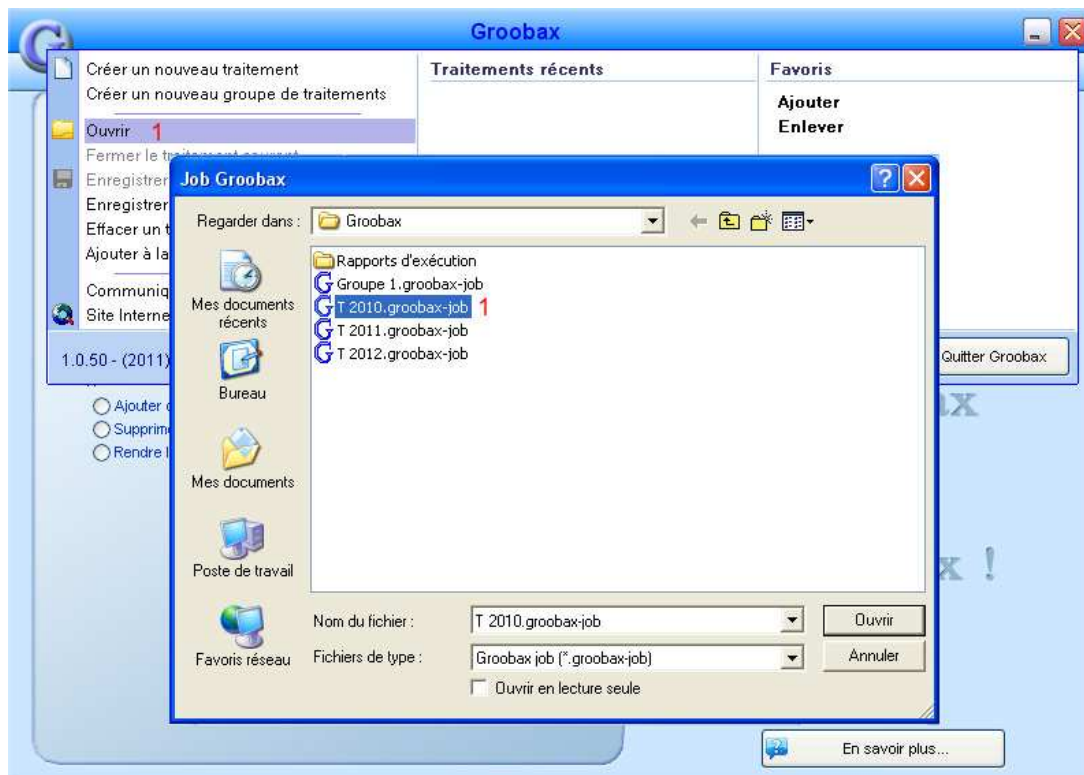 Groobax
Créer un nouveau traitement
Créer un nouveau groupe de traitements
Traitements récents
Favoris
Ajouter
Enlever
Ouvrir 1
Fermer le traitement courant
Enregistrer
Enregistrer
Effacer un t
Ajouter à la
Communiq
Site Interne
1.0.50 - (2011)
Quitter Groobax
Ajouter
Supprim
Rendre l
ax
x !
Job Groobax
Regarder dans :
Groobax
Mes documents récents
Bureau
Mes documents
Poste de travail
Favoris réseau
Rapports d'exécution
Groupe 1.groobax-job
T 2010.groobax-job 1
T 2011.groobax-job
T 2012.groobax-job
Nom du fichier :
T 2010.groobax-job
Ouvrir
Fichiers de type :
Groobax job (*.groobax-job)
Annuler
Ouvrir en lecture seule
En savoir plus...